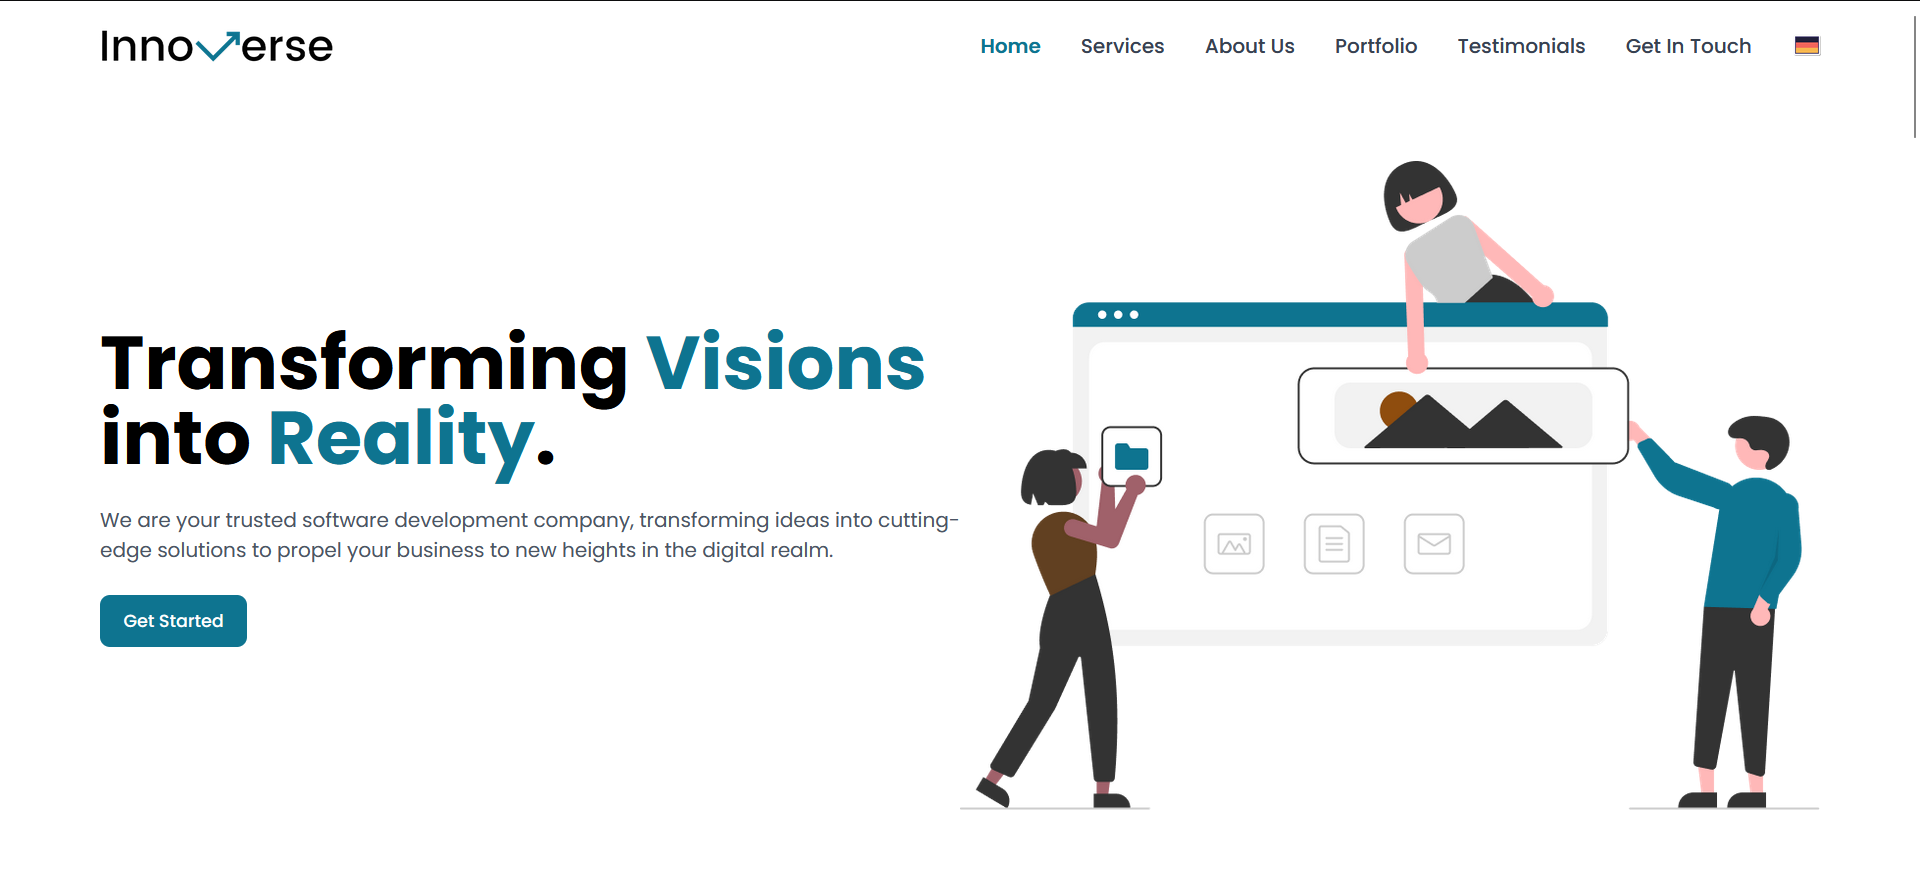 Innoverse
Home Services About Us Portfolio Testimonials Get In Touch
Transforming Visions
into Reality.
We are your trusted software development company, transforming ideas into cutting-
edge solutions to propel your business to new heights in the digital realm.
Get Started